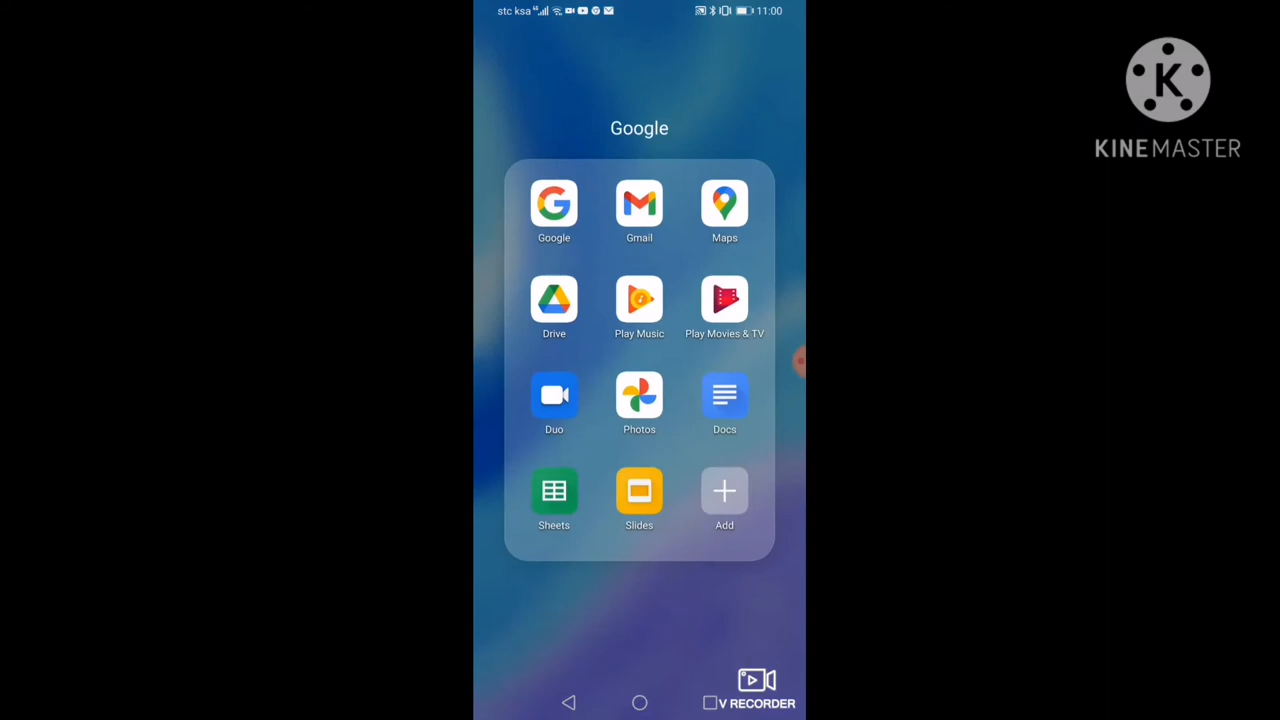 stc ksa 11:00
K
KINEMASTER
Google
Google Gmail Maps
Drive Play Music Play Movies & TV
Duo Photos Docs
Sheets Slides Add
V RECORDER